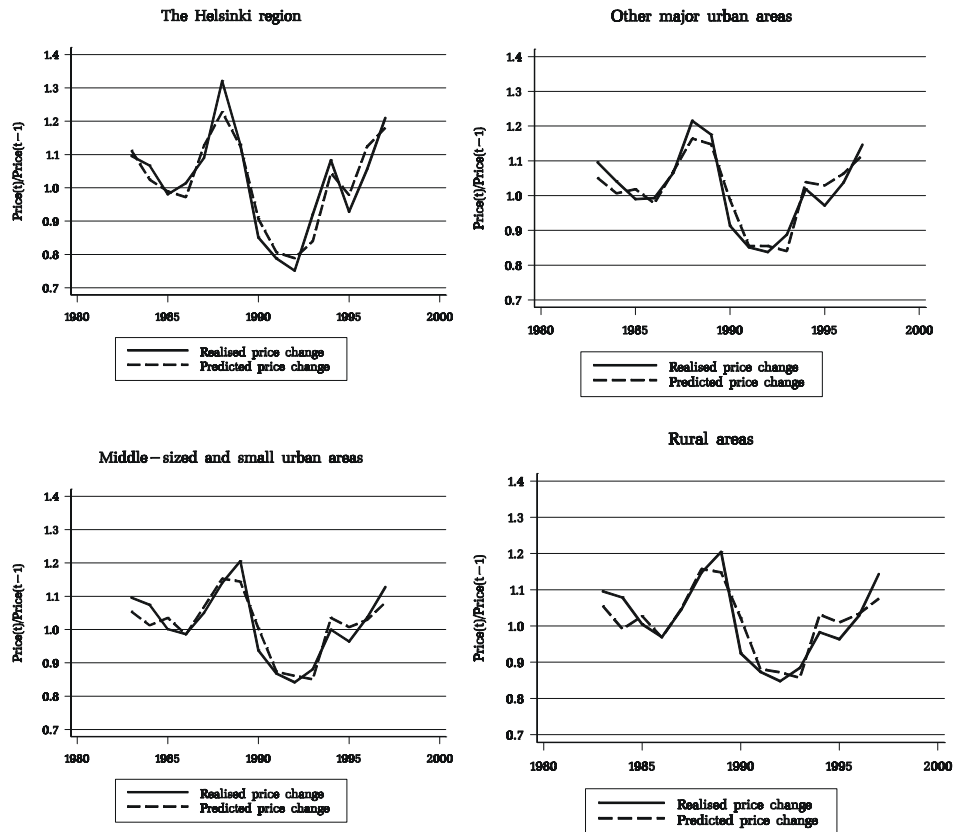 The Helsinki region
Price(t)/Price(t−1)
1.4
1.3
1.2
1.1
1.0
0.9
0.8
0.7
1980 1985 1990 1995 2000
Realised price change
Predicted price change
Other major urban areas
Price(t)/Price(t−1)
1.4
1.3
1.2
1.1
1.0
0.9
0.8
0.7
1980 1985 1990 1995 2000
Realised price change
Predicted price change
Middle−sized and small urban areas
Price(t)/Price(t−1)
1.4
1.3
1.2
1.1
1.0
0.9
0.8
0.7
1980 1985 1990 1995 2000
Realised price change
Predicted price change
Rural areas
Price(t)/Price(t−1)
1.4
1.3
1.2
1.1
1.0
0.9
0.8
0.7
1980 1985 1990 1995 2000
Realised price change
Predicted price change